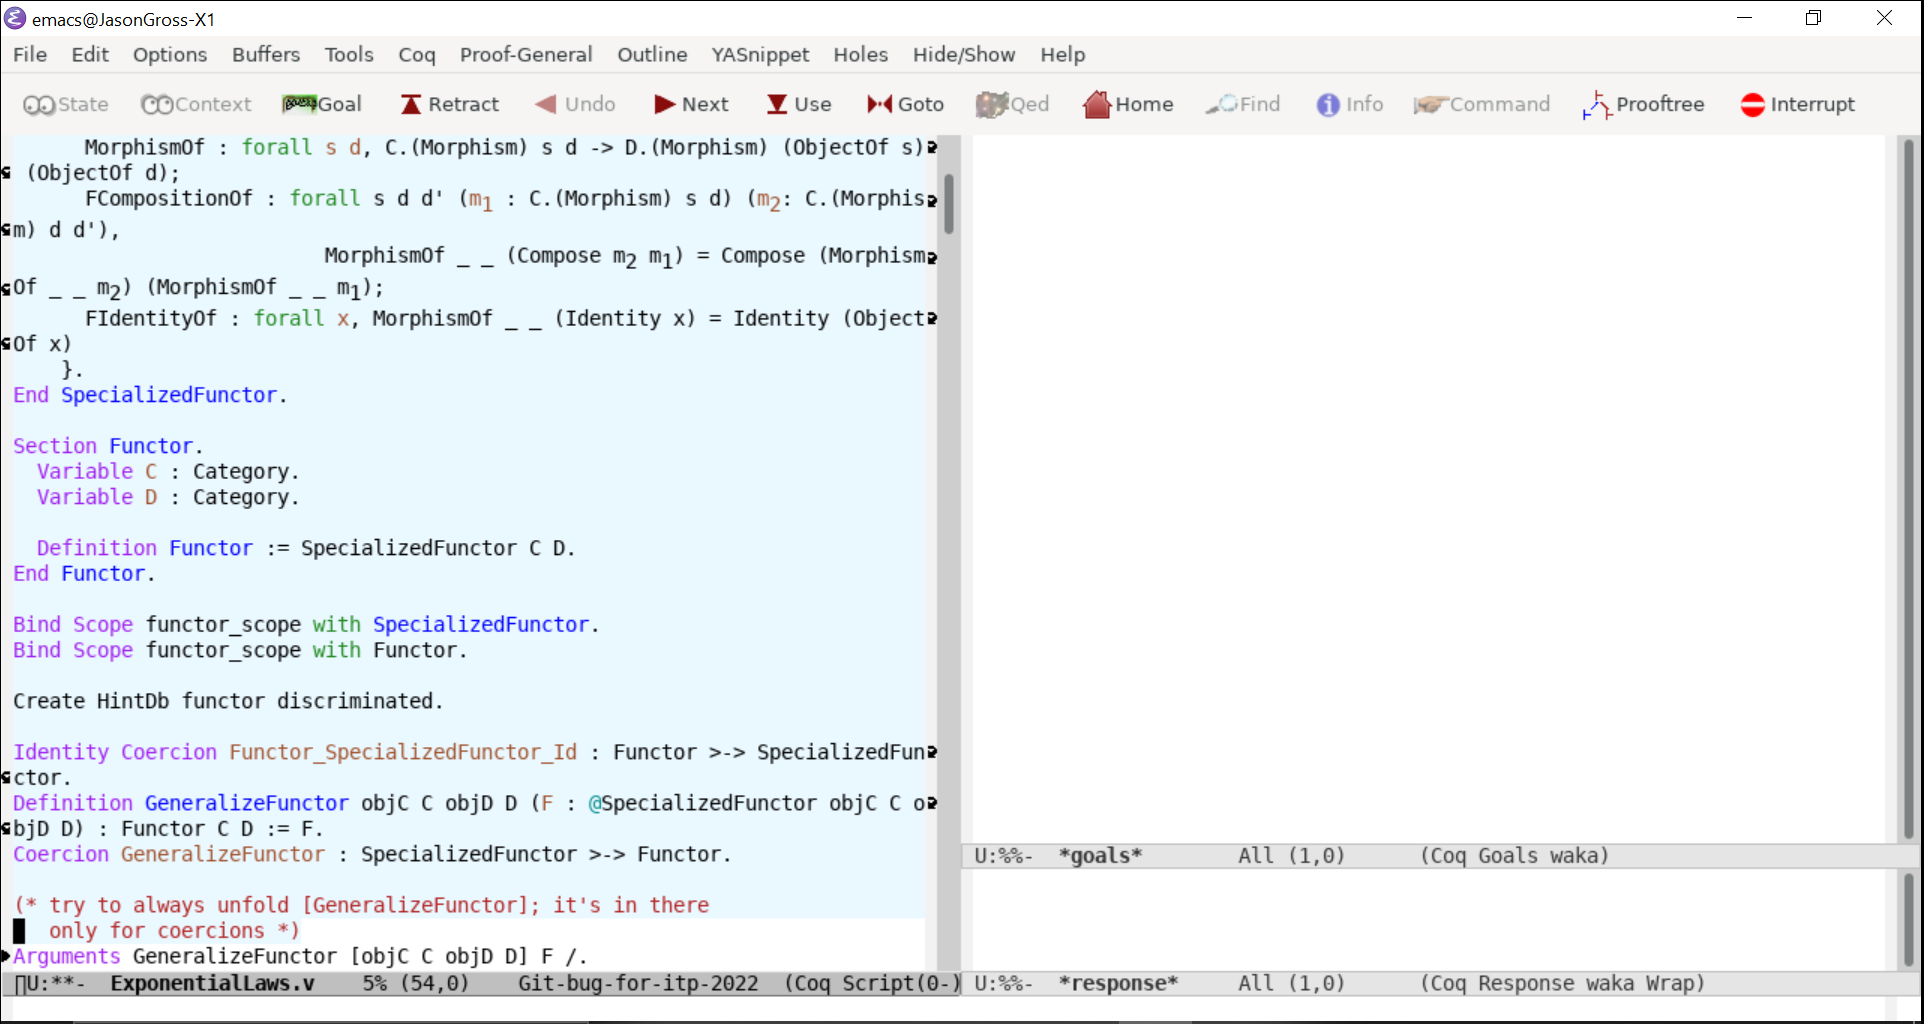 emacs@JasonGross-X1
File Edit Options Buffers Tools Coq Proof-General Outline YASnippet Holes Hide/Show Help
State Context Goal Retract Undo Next Use Goto Qed Home Find Info Command Prooftree Interrupt
MorphismOf : forall s d, C.(Morphism) s d -> D.(Morphism) (ObjectOf s)
(ObjectOf d);
FCompositionOf : forall s d d' (m₁ : C.(Morphism) s d) (m₂: C.(Morphis
m) d d'),
MorphismOf _ _ (Compose m₂ m₁) = Compose (Morphism
Of _ _ m₂) (MorphismOf _ _ m₁);
FIdentityOf : forall x, MorphismOf _ _ (Identity x) = Identity (Object
Of x)
}.
End SpecializedFunctor.
Section Functor.
Variable C : Category.
Variable D : Category.
Definition Functor := SpecializedFunctor C D.
End Functor.
Bind Scope functor_scope with SpecializedFunctor.
Bind Scope functor_scope with Functor.
Create HintDb functor discriminated.
Identity Coercion Functor_SpecializedFunctor_Id : Functor >-> SpecializedFun
ctor.
Definition GeneralizeFunctor objC C objD D (F : @SpecializedFunctor objC C o
bjD D) : Functor C D := F.
Coercion GeneralizeFunctor : SpecializedFunctor >-> Functor.
(* try to always unfold [GeneralizeFunctor]; it's in there
only for coercions *)
Arguments GeneralizeFunctor [objC C objD D] F /.
U:**- ExponentialLaws.v 5% (54,0) Git-bug-for-itp-2022 (Coq Script(0-)
U:%%- *goals* All (1,0) (Coq Goals waka)
U:%%- *response* All (1,0) (Coq Response waka Wrap)